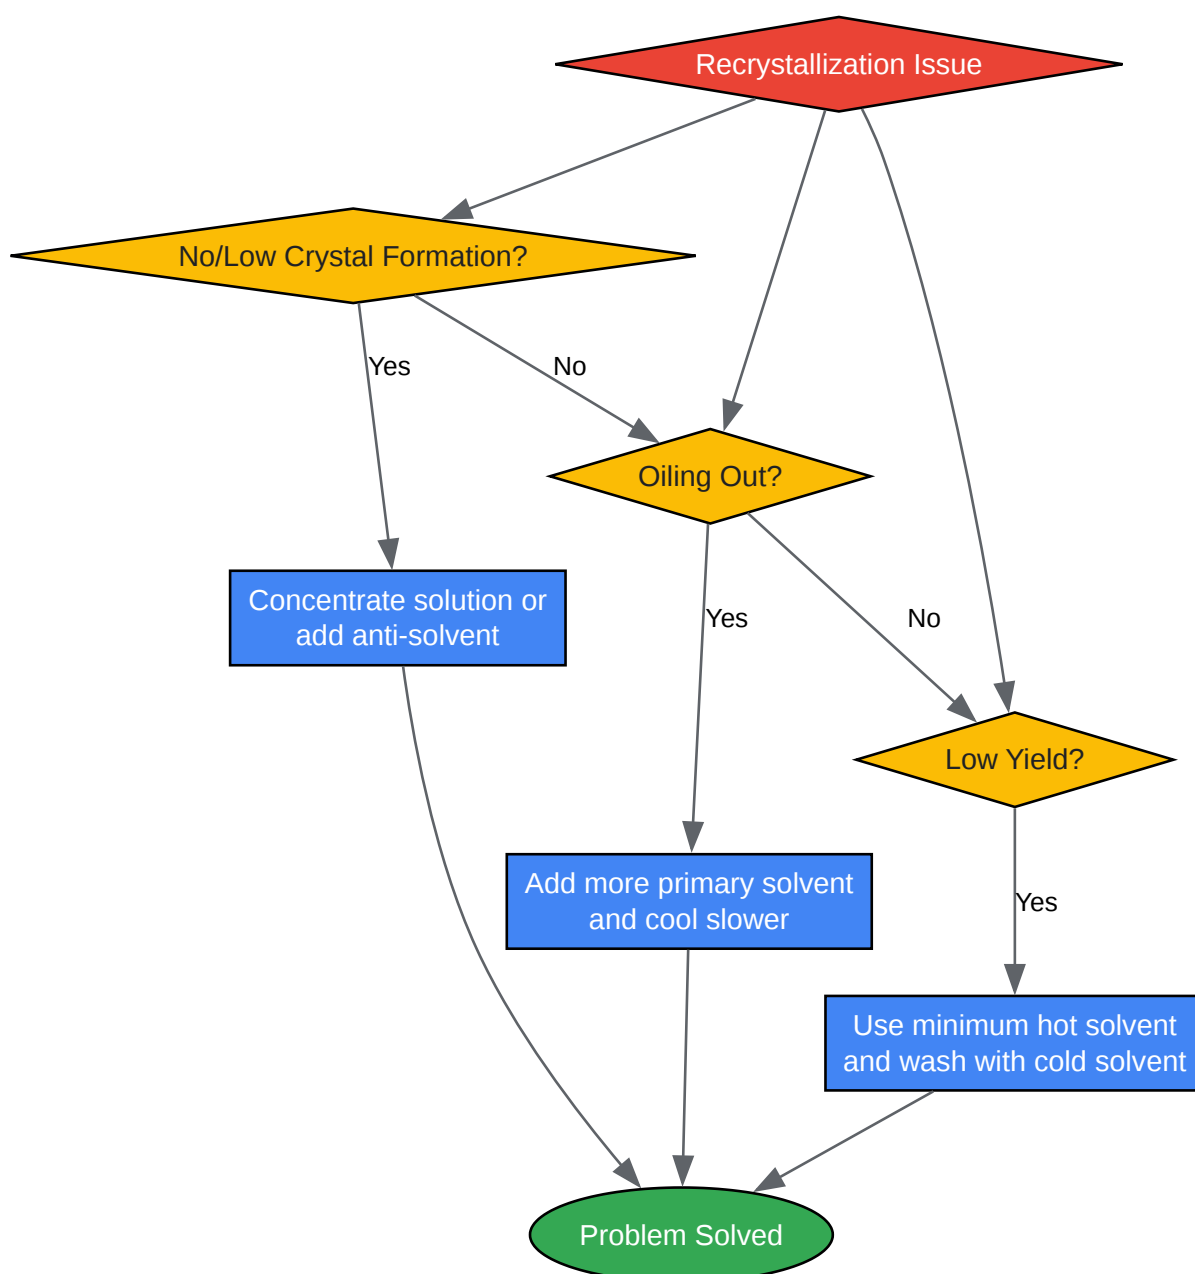 Recrystallization Issue
No/Low Crystal Formation?
Yes
No
Oiling Out?
Concentrate solution or
add anti-solvent
Yes
No
Low Yield?
Add more primary solvent
and cool slower
Yes
Use minimum hot solvent
and wash with cold solvent
Problem Solved